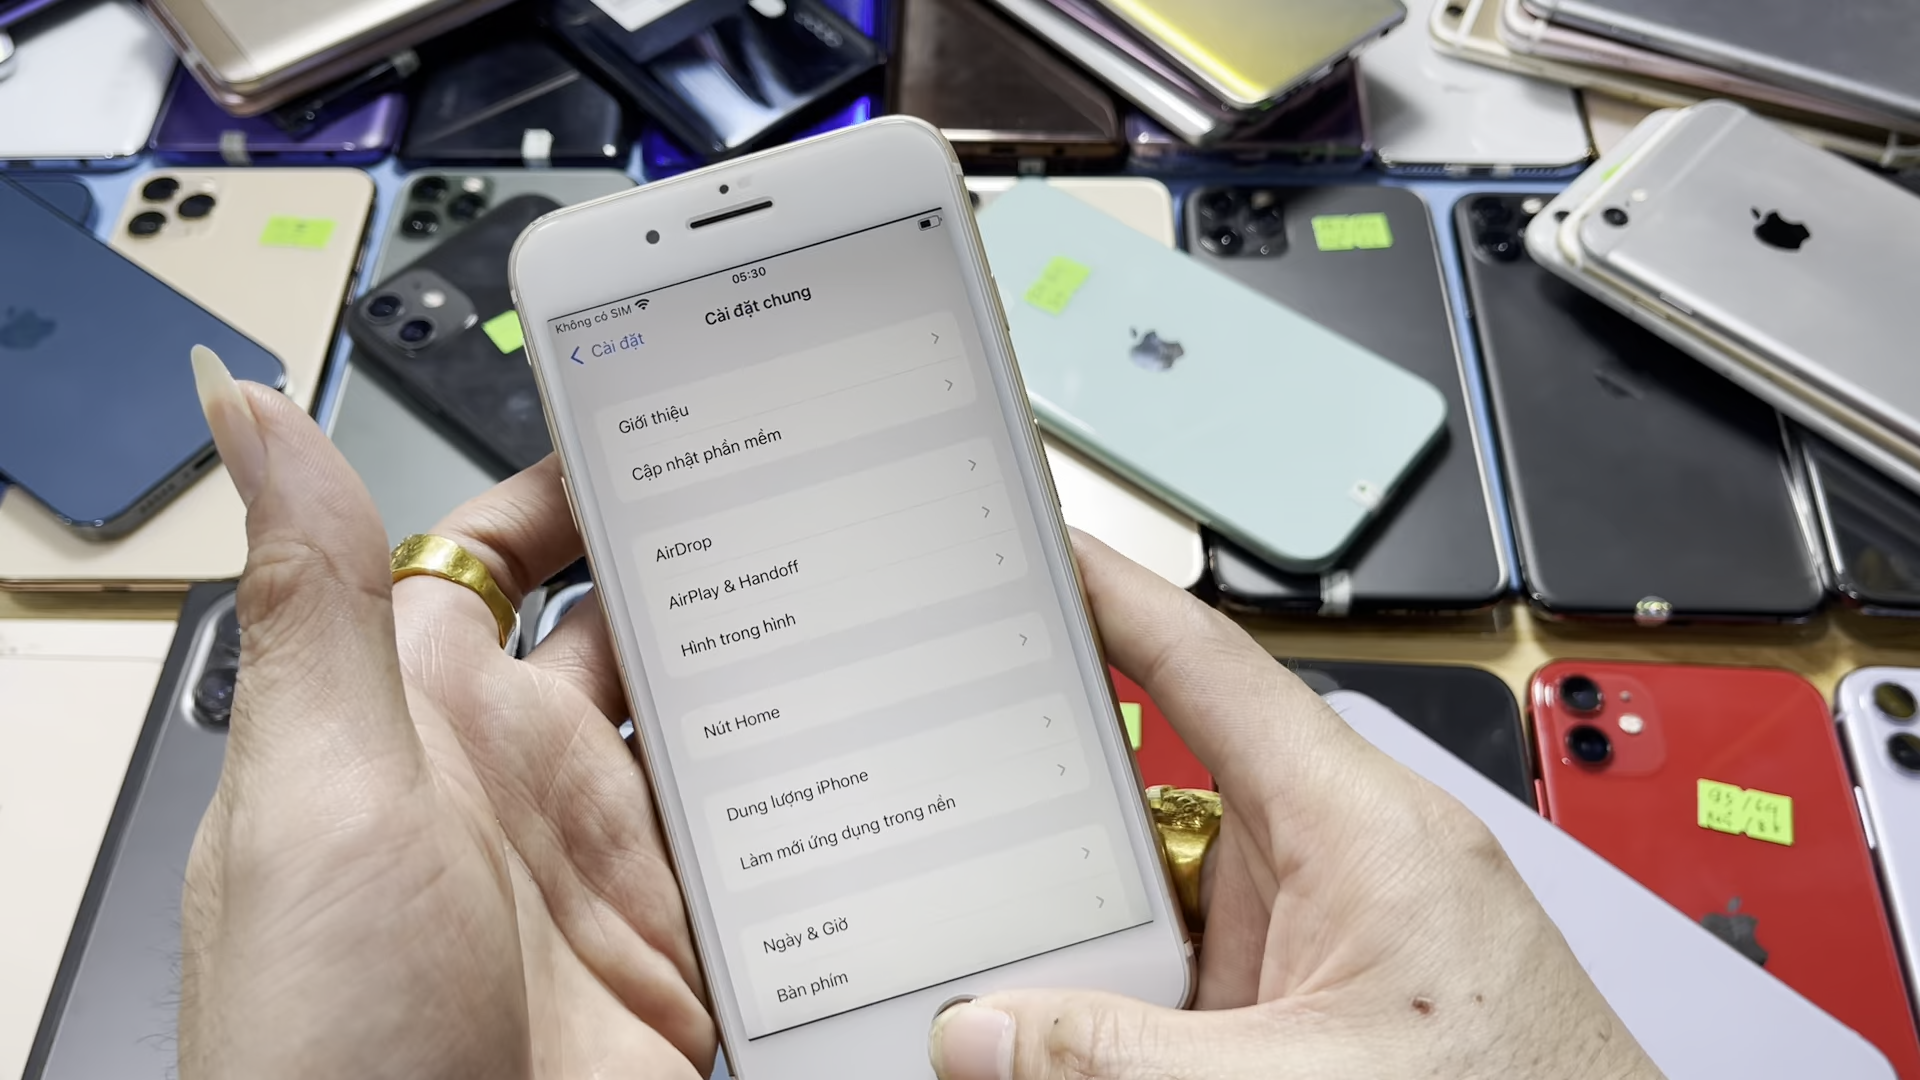 05:30
Không có SIM
Cài đặt chung
Cài đặt
Giới thiệu
Cập nhật phần mềm
AirDrop
AirPlay & Handoff
Hình trong hình
Nút Home
Dung lượng iPhone
Làm mới ứng dụng trong nền
Ngày & Giờ
Bàn phím